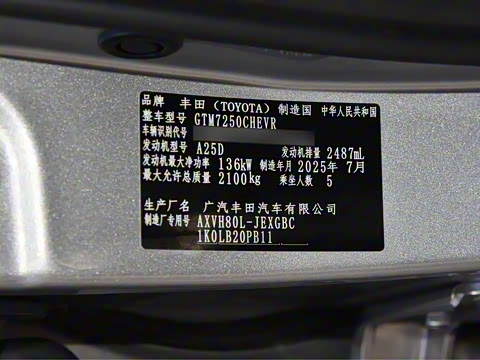 品牌 丰田（TOYOTA） 制造国 中华人民共和国
整车型号 GTM7250CHEVR
车辆识别代号
发动机型号 A25D 发动机排量 2487mL
发动机最大净功率 136kW 制造年月 2025年 7月
最大允许总质量 2100kg 乘坐人数 5
生产厂名 广汽丰田汽车有限公司
制造厂专用号 AXVH80L-JEXGBC
1K0LB20PB11